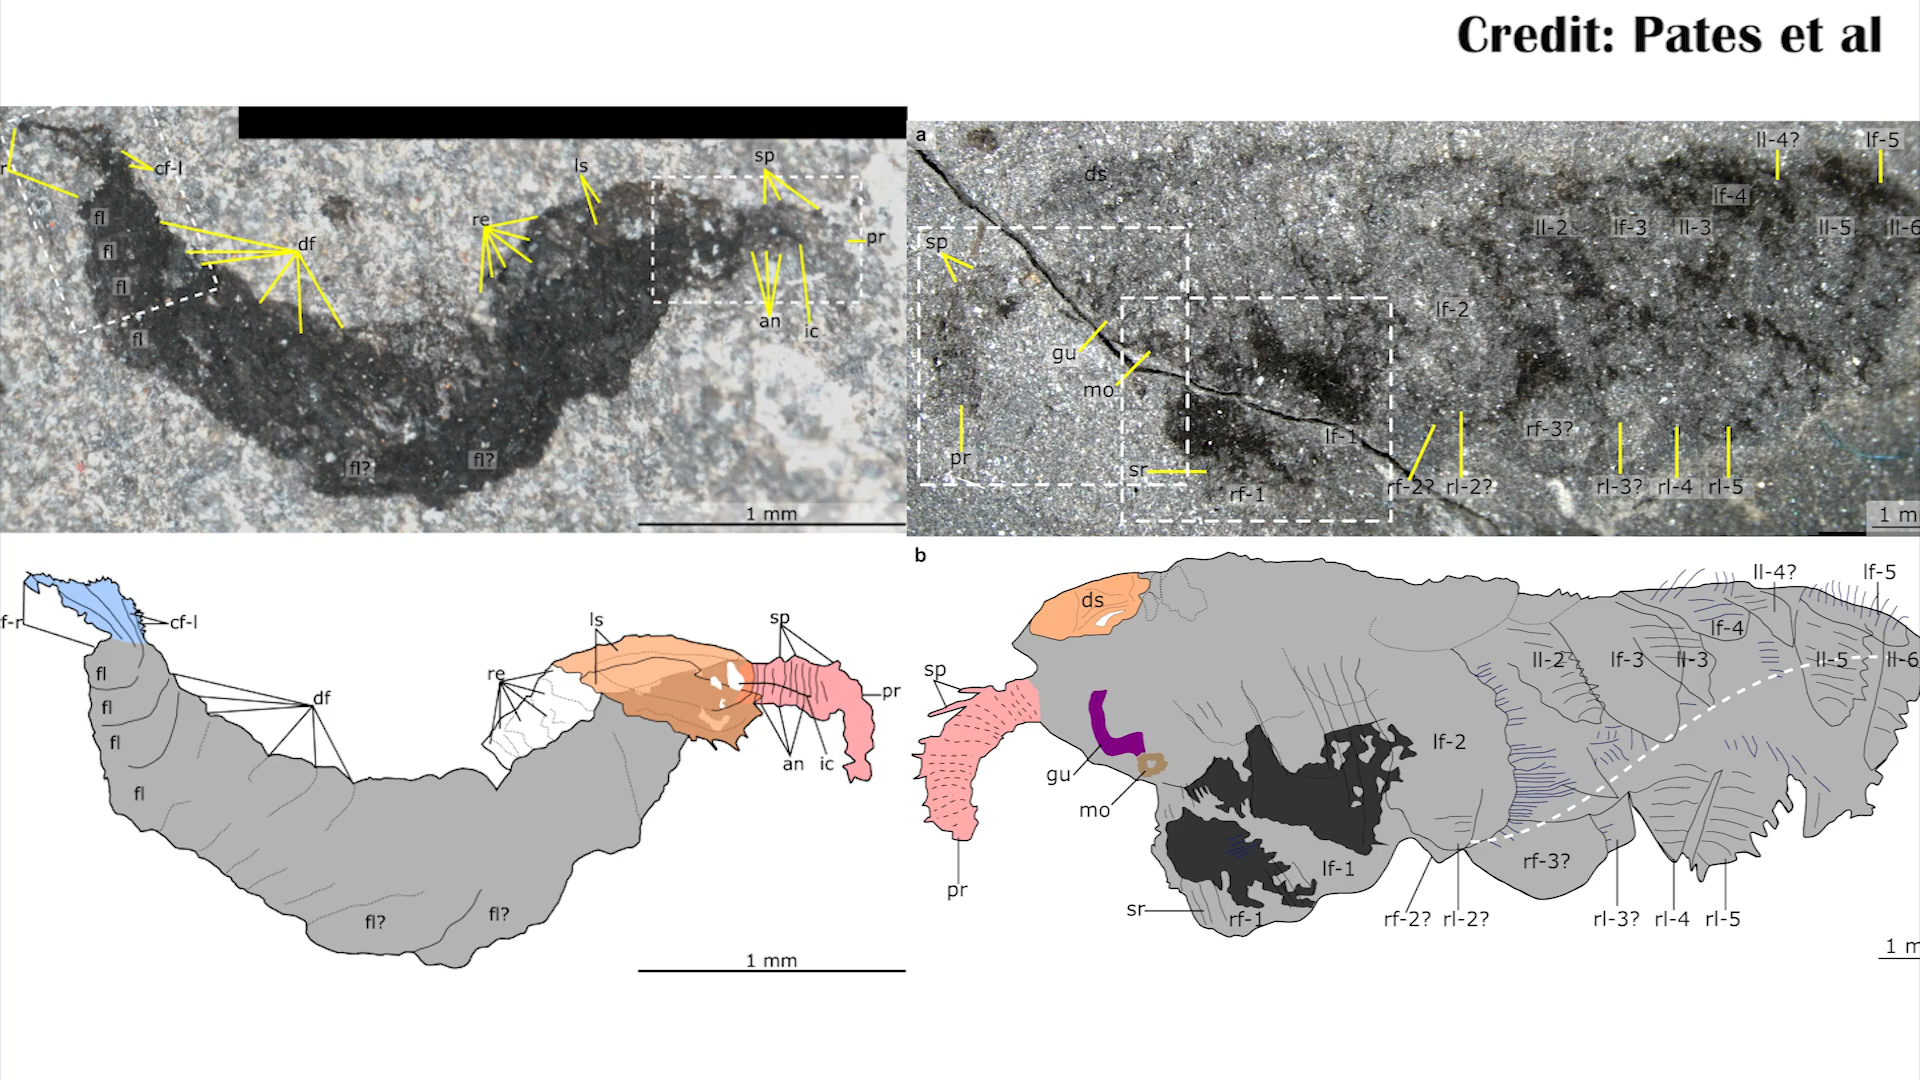 Credit: Pates et al
r
cf-l
fl
fl
fl
fl
df
re
ls
sp
pr
an
ic
fl?
fl?
1 mm
a
ds
ll-4?
lf-5
lf-4
ll-2
lf-3
ll-3
ll-5
ll-6
sp
lf-2
gu
mo
pr
sr
lf-1
rf-1
rf-2?
rl-2?
rf-3?
rl-3?
rl-4
rl-5
1 m
f-r
cf-l
fl
fl
fl
fl
df
re
ls
sp
pr
an
ic
fl?
fl?
1 mm
b
ds
ll-4?
lf-5
lf-4
ll-2
lf-3
ll-3
ll-5
ll-6
sp
lf-2
gu
mo
pr
sr
lf-1
rf-1
rf-2?
rl-2?
rf-3?
rl-3?
rl-4
rl-5
1 m